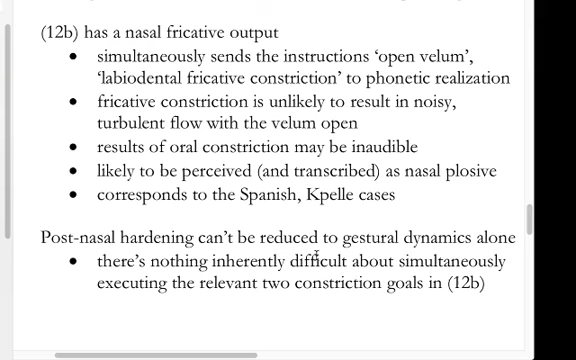 (12b) has a nasal fricative output
• simultaneously sends the instructions ‘open velum’,
‘labiodental fricative constriction’ to phonetic realization
• fricative constriction is unlikely to result in noisy,
turbulent flow with the velum open
• results of oral constriction may be inaudible
• likely to be perceived (and transcribed) as nasal plosive
• corresponds to the Spanish, Kpelle cases
Post-nasal hardening can’t be reduced to gestural dynamics alone
• there’s nothing inherently difficult about simultaneously
executing the relevant two constriction goals in (12b)